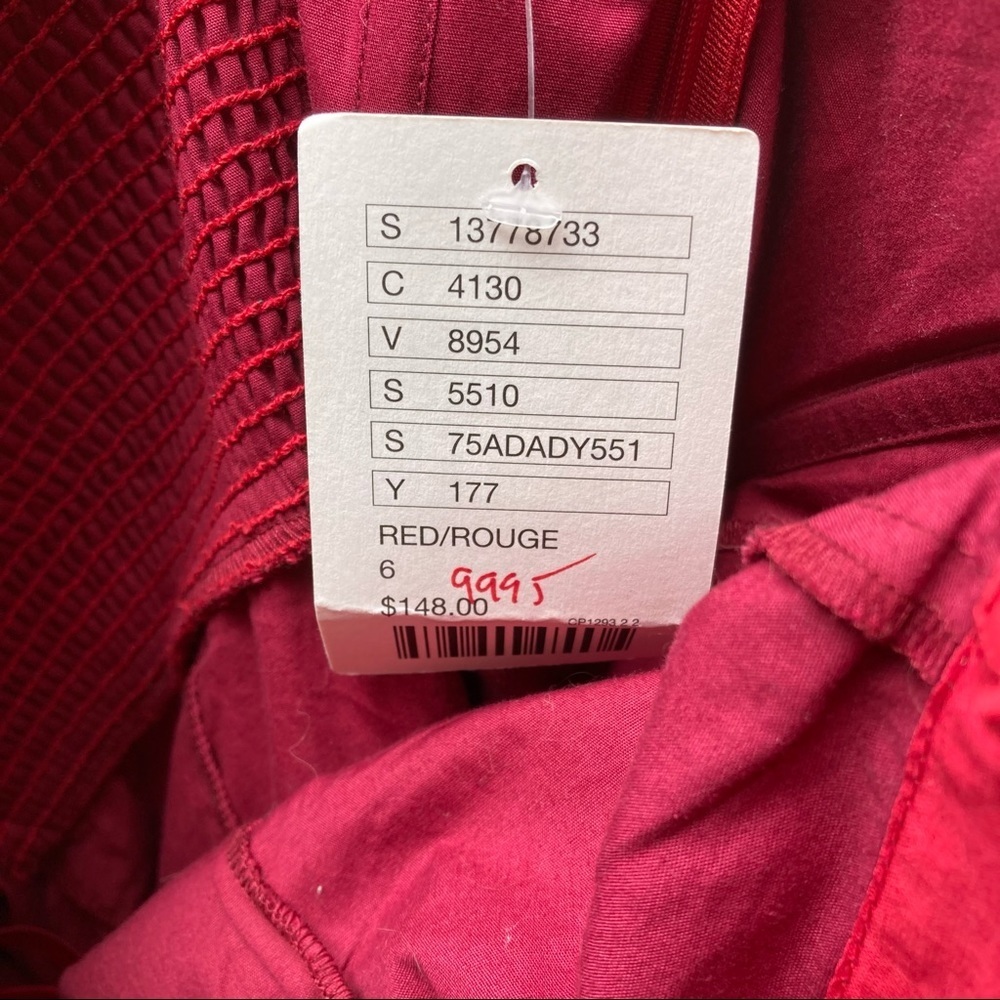 S 13778733
C 4130
V 8954
S 5510
S 75ADADY551
Y 177
RED/ROUGE
6 9995
$148.00
CP1293 2 2